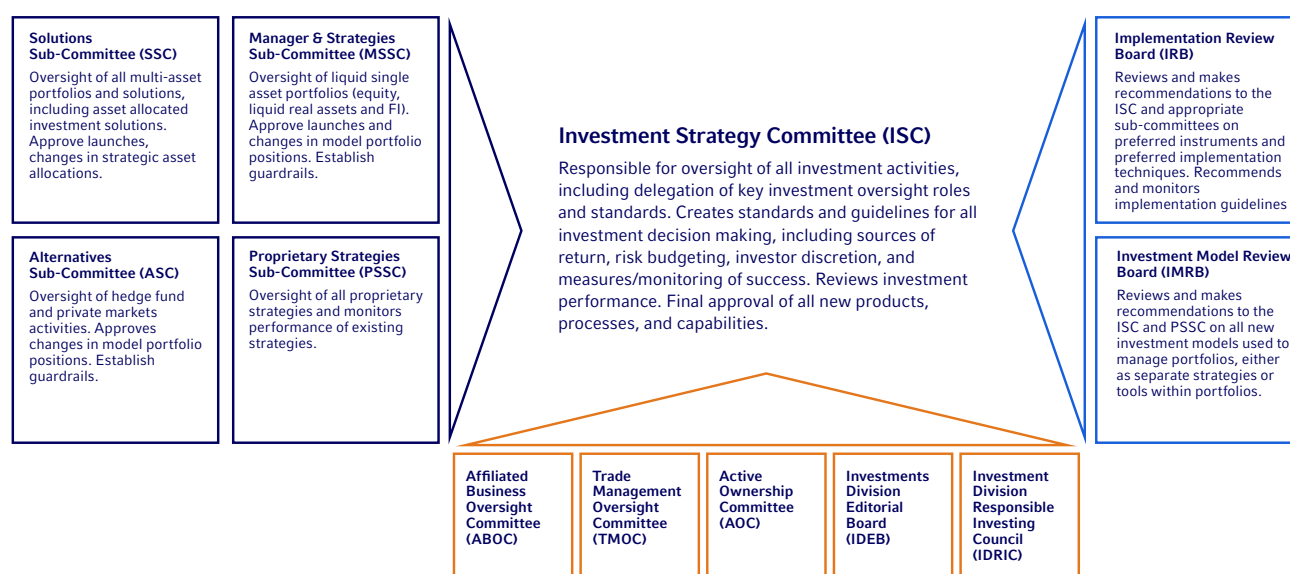 Solutions
Sub-Committee (SSC)
Oversight of all multi-asset
portfolios and solutions,
including asset allocated
investment solutions.
Approve launches,
changes in strategic asset
allocations.
Manager & Strategies
Sub-Committee (MSSC)
Oversight of liquid single
asset portfolios (equity,
liquid real assets and FI).
Approve launches and
changes in model portfolio
positions. Establish
guardrails.
Alternatives
Sub-Committee (ASC)
Oversight of hedge fund
and private markets
activities. Approves
changes in model portfolio
positions. Establish
guardrails.
Proprietary Strategies
Sub-Committee (PSSC)
Oversight of all proprietary
strategies and monitors
performance of existing
strategies.
Investment Strategy Committee (ISC)
Responsible for oversight of all investment activities,
including delegation of key investment oversight roles
and standards. Creates standards and guidelines for all
investment decision making, including sources of
return, risk budgeting, investor discretion, and
measures/monitoring of success. Reviews investment
performance. Final approval of all new products,
processes, and capabilities.
Implementation Review
Board (IRB)
Reviews and makes
recommendations to the
ISC and appropriate
sub-committees on
preferred instruments and
preferred implementation
techniques. Recommends
and monitors
implementation guidelines
Investment Model Review
Board (IMRB)
Reviews and makes
recommendations to the
ISC and PSSC on all new
investment models used to
manage portfolios, either
as separate strategies or
tools within portfolios.
Affiliated
Business
Oversight
Committee
(ABOC)
Trade
Management
Oversight
Committee
(TMOC)
Active
Ownership
Committee
(AOC)
Investments
Division
Editorial
Board
(IDEB)
Investment
Division
Responsible
Investing
Council
(IDRIC)